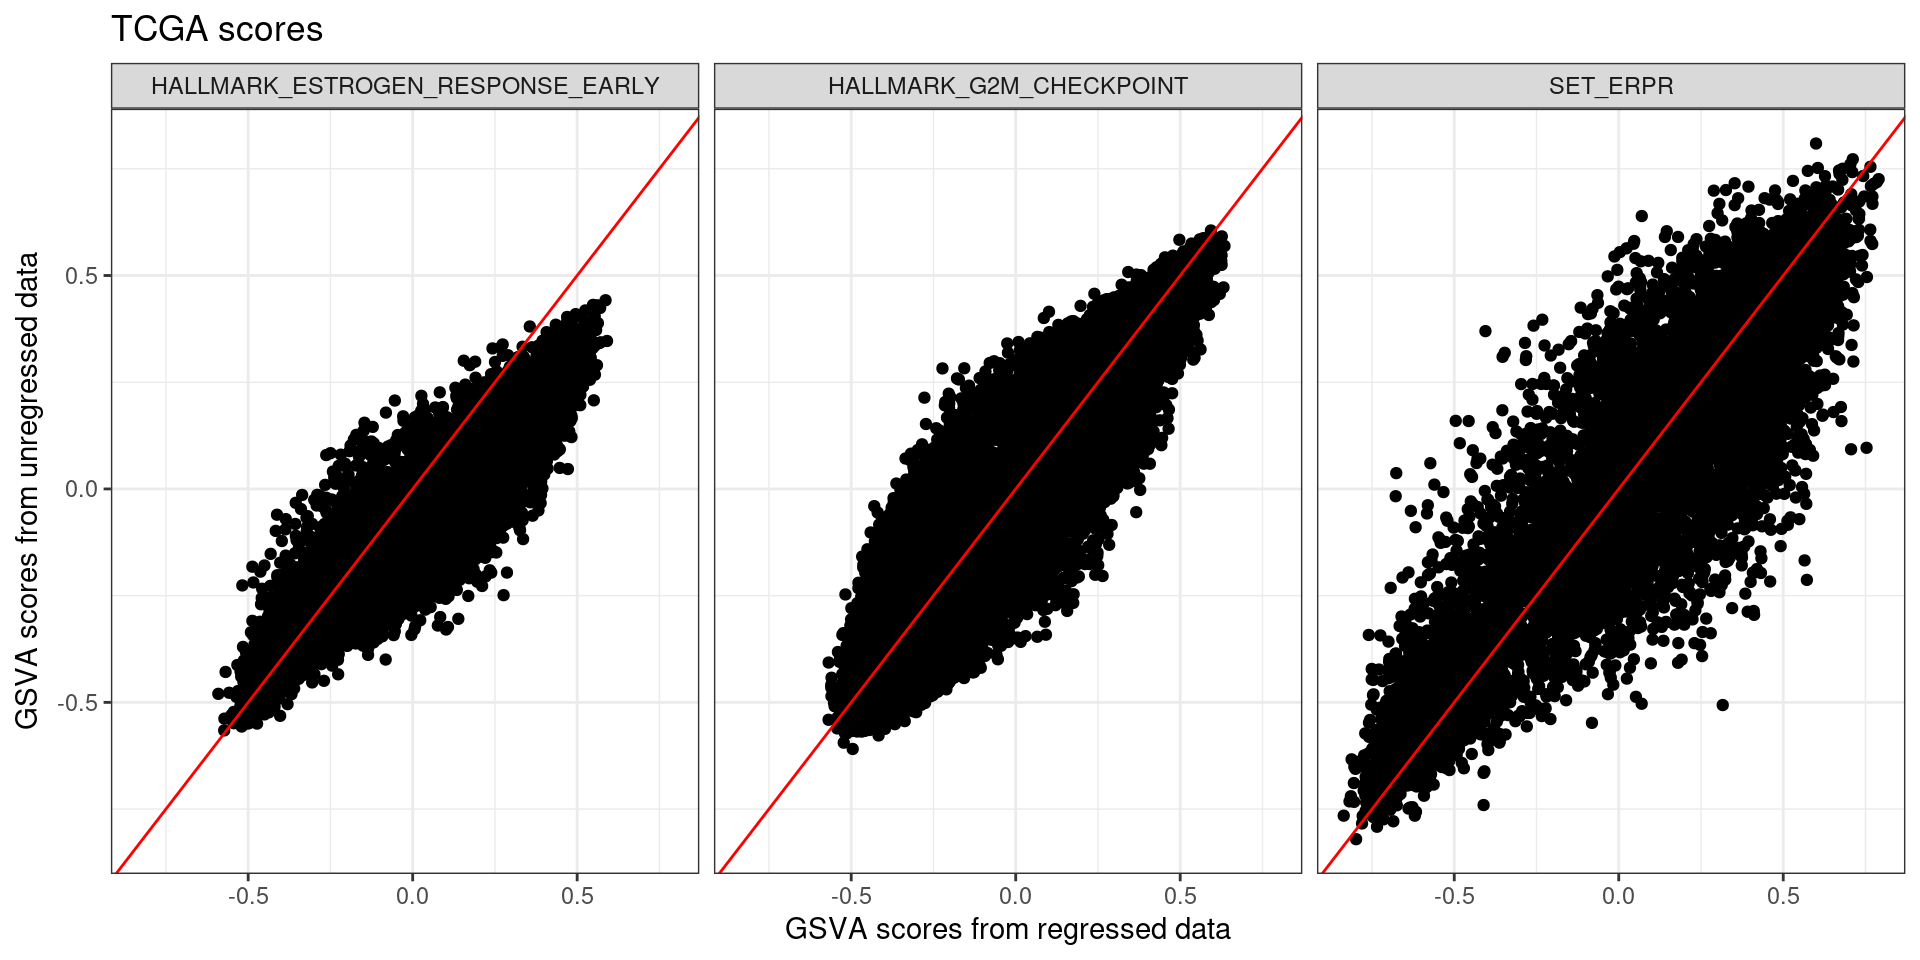 TCGA scores
HALLMARK_ESTROGEN_RESPONSE_EARLY
HALLMARK_G2M_CHECKPOINT
SET_ERPR
GSVA scores from unregressed data
0.5
0.0
-0.5
-0.5 0.0 0.5
-0.5 0.0 0.5
-0.5 0.0 0.5
GSVA scores from regressed data